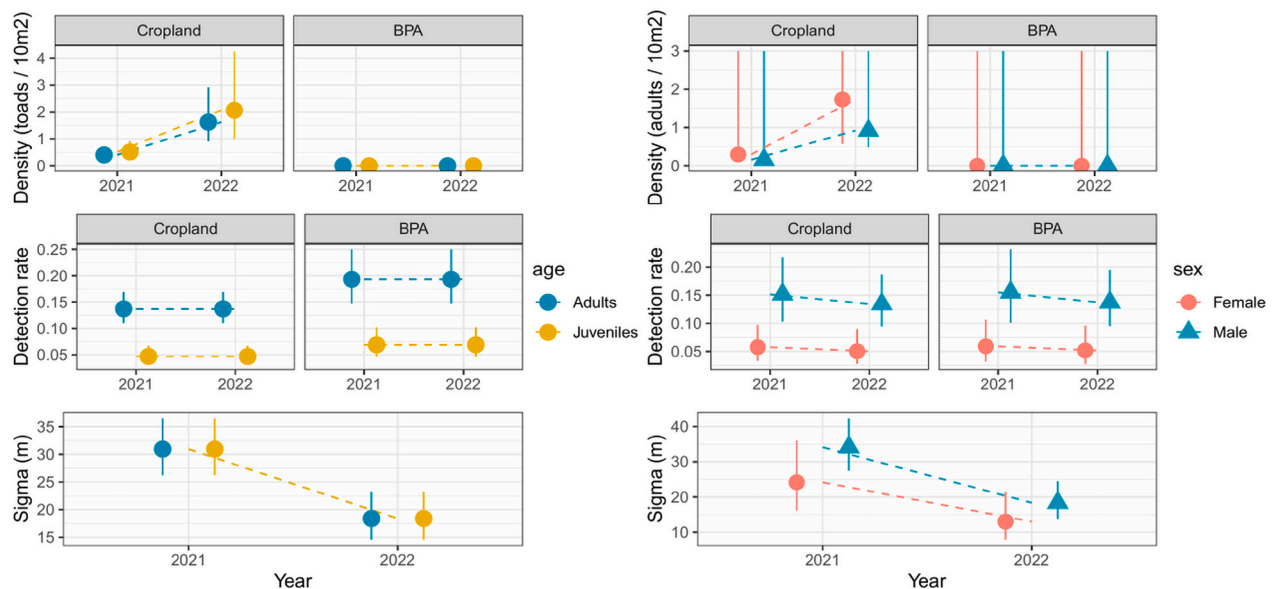 Cropland
BPA
Density (toads / 10m2)
4
3
2
1
0
2021
2022
2021
2022
Cropland
BPA
Density (adults / 10m2)
3
2
1
0
2021
2022
2021
2022
Cropland
BPA
Detection rate
0.25
0.20
0.15
0.10
0.05
2021
2022
2021
2022
age
Adults
Juveniles
Cropland
BPA
Detection rate
0.20
0.15
0.10
0.05
2021
2022
2021
2022
sex
Female
Male
Sigma (m)
35
30
25
20
15
2021
2022
Year
Sigma (m)
40
30
20
10
2021
2022
Year